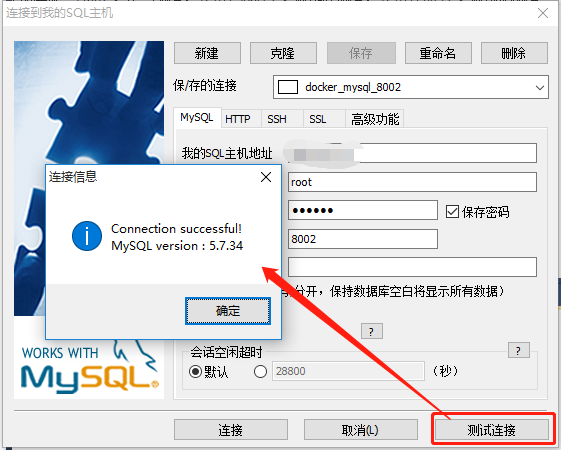 连接到我的SQL主机
新建
克隆
保存
重命名
删除
保/存的连接
docker_mysql_8002
MySQL
HTTP
SSH
SSL
高级功能
我的SQL主机地址
root
●●●●●●
保存密码
8002
连接信息
Connection successful!
MySQL version : 5.7.34
确定
分开，保持数据库空白将显示所有数据）
?
会话空闲超时
?
默认
28800
（秒）
WORKS WITH
MySQL®
连接
取消(L)
测试连接